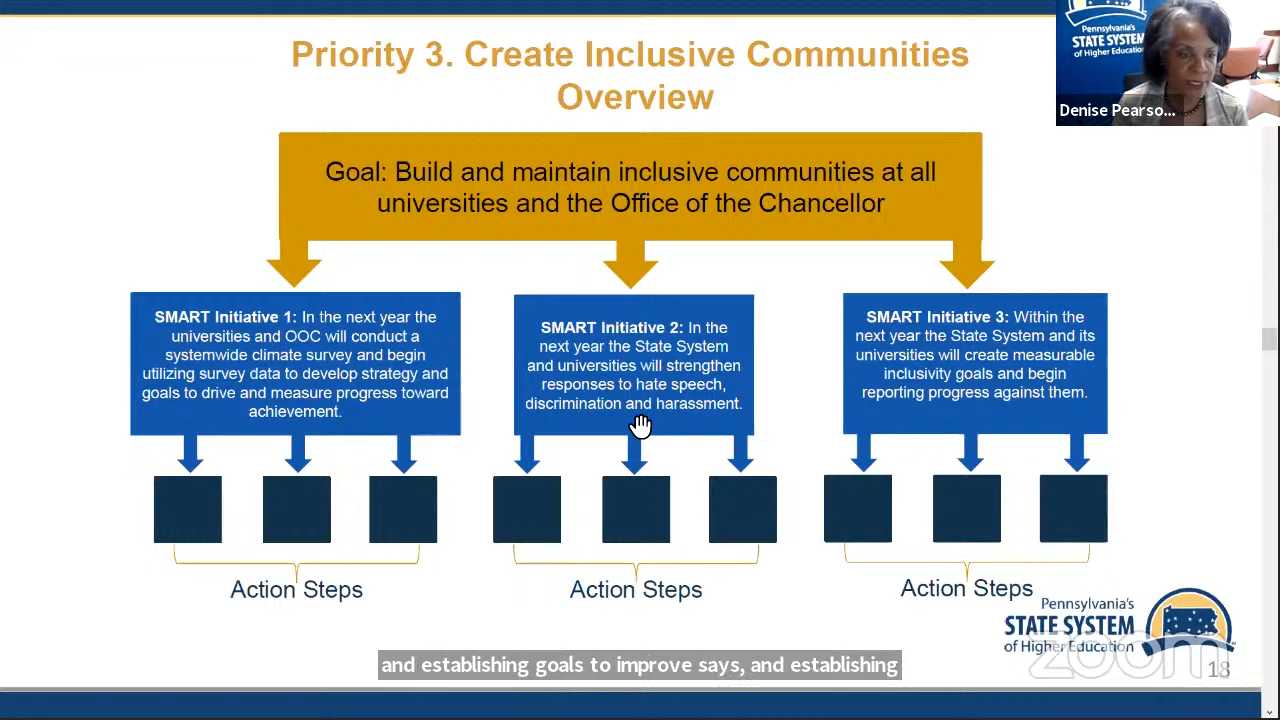 Priority 3. Create Inclusive Communities
Overview
Pennsylvania's
STATE SYSTEM
of Higher Education
Denise Pearso...
Goal: Build and maintain inclusive communities at all
universities and the Office of the Chancellor
SMART Initiative 1: In the next year the
universities and OOC will conduct a
systemwide climate survey and begin
utilizing survey data to develop strategy and
goals to drive and measure progress toward
achievement.
SMART Initiative 2: In the
next year the State System
and universities will strengthen
responses to hate speech,
discrimination and harassment.
SMART Initiative 3: Within the
next year the State System and its
universities will create measurable
inclusivity goals and begin
reporting progress against them.
Action Steps
Action Steps
Action Steps
Pennsylvania's
STATE SYSTEM
of Higher Education
zoom
18
and establishing goals to improve says, and establishing